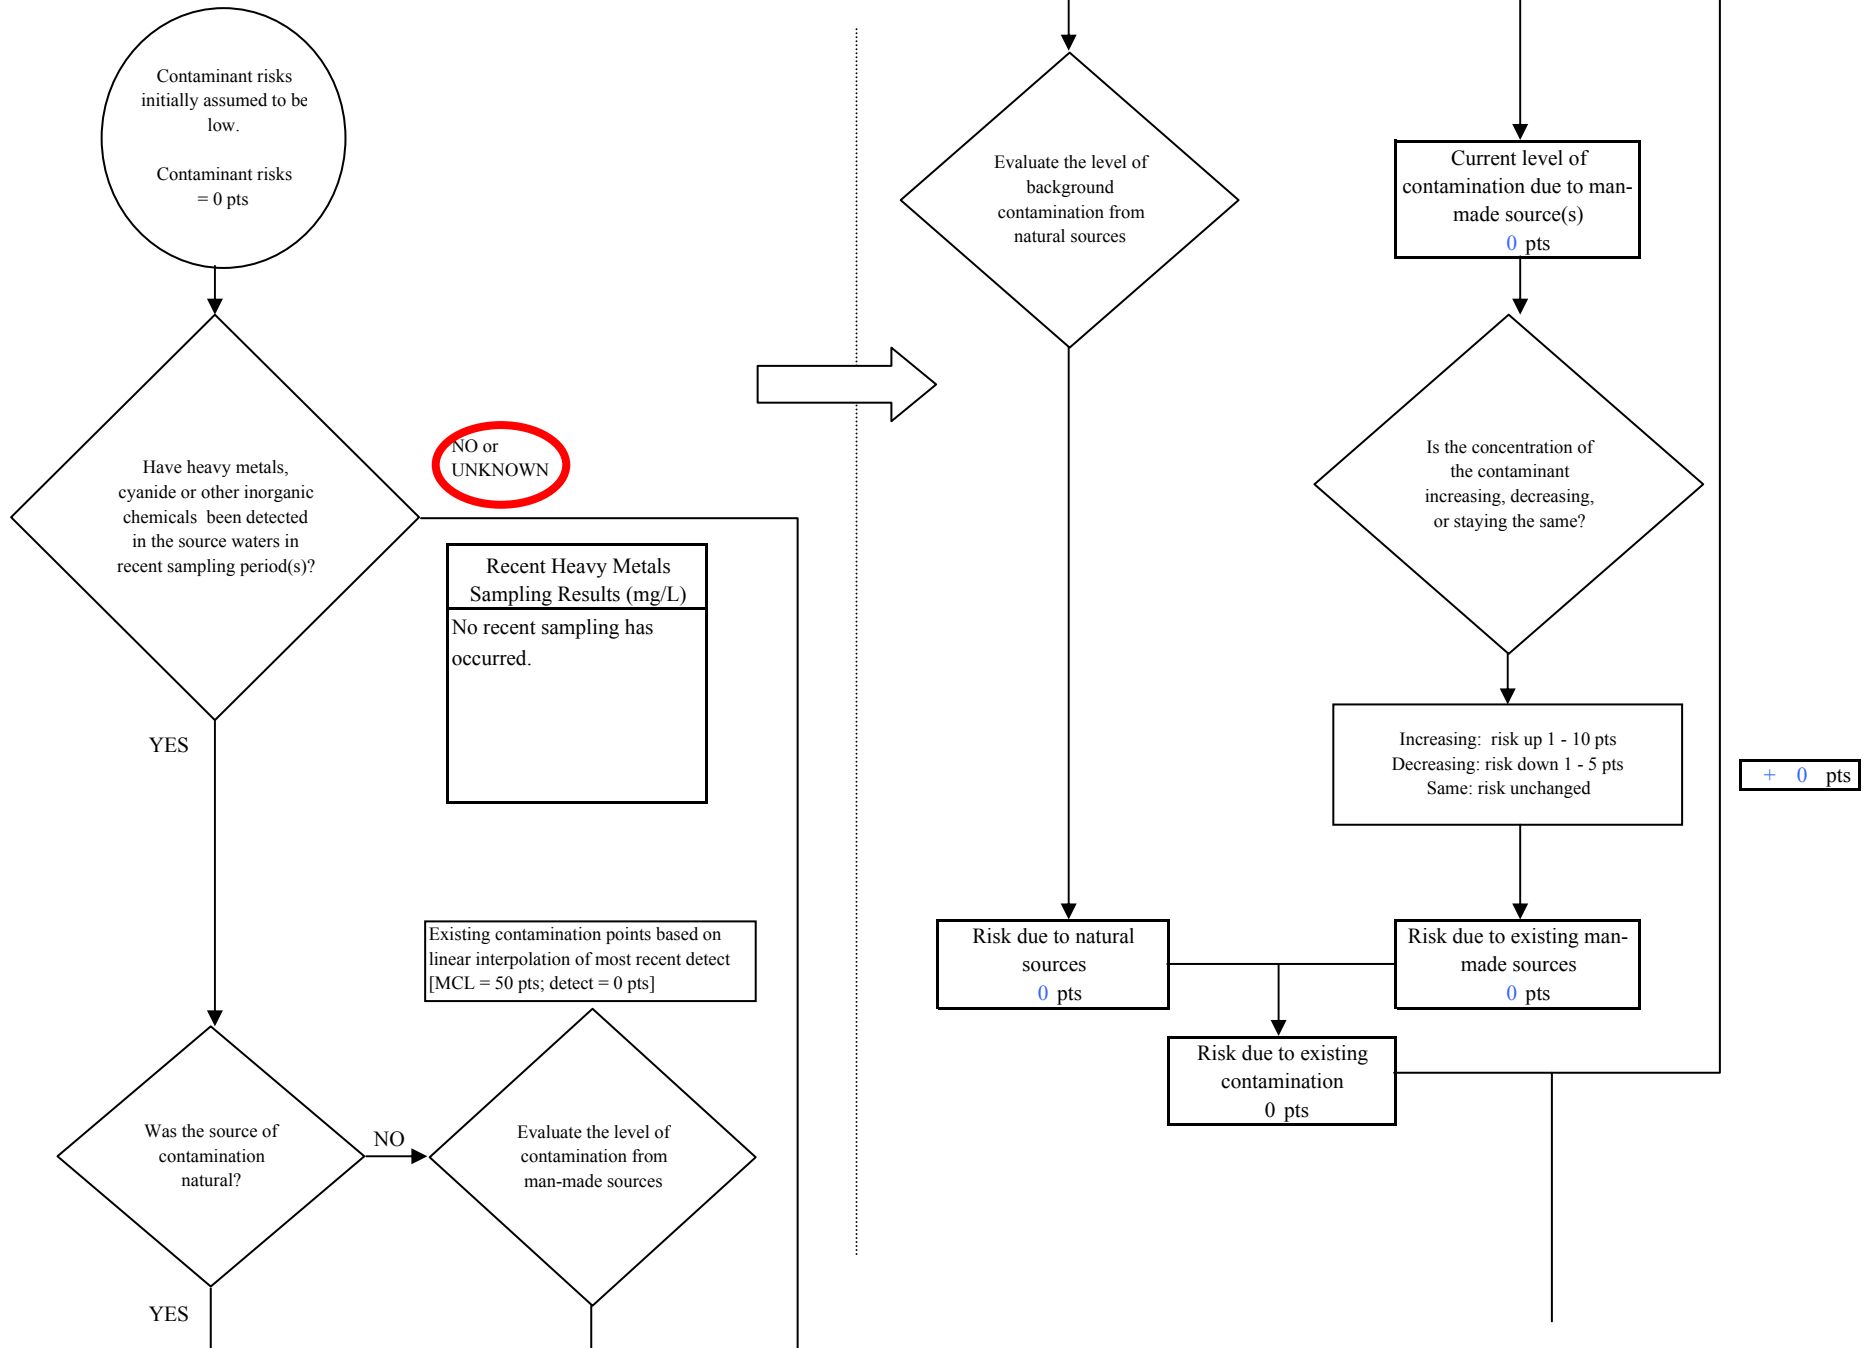 Contaminant risks
initially assumed to be
low.
Contaminant risks
= 0 pts
Have heavy metals,
cyanide or other inorganic
chemicals been detected
in the source waters in
recent sampling period(s)?
NO or
UNKNOWN
Recent Heavy Metals
Sampling Results (mg/L)
No recent sampling has
occurred.
YES
Existing contamination points based on
linear interpolation of most recent detect
[MCL = 50 pts; detect = 0 pts]
Was the source of
contamination
natural?
NO
Evaluate the level of
contamination from
man-made sources
YES
Evaluate the level of
background
contamination from
natural sources
Current level of
contamination due to man-
made source(s)
0 pts
Is the concentration of
the contaminant
increasing, decreasing,
or staying the same?
Increasing: risk up 1 - 10 pts
Decreasing: risk down 1 - 5 pts
Same: risk unchanged
+ 0 pts
Risk due to natural
sources
0 pts
Risk due to existing man-
made sources
0 pts
Risk due to existing
contamination
0 pts